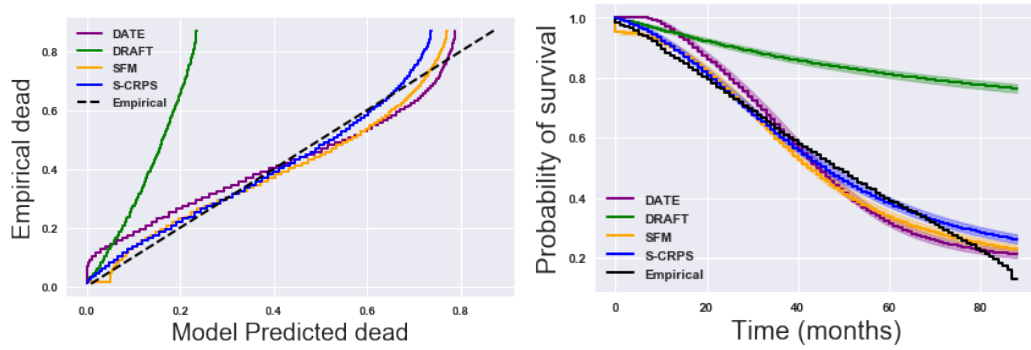 DATE
DRAFT
SFM
S-CRPS
Empirical
0.8
0.6
0.4
0.2
0.0
Empirical dead
0.0 0.2 0.4 0.6 0.8
Model Predicted dead
1.0
0.8
0.6
0.4
0.2
Probability of survival
DATE
DRAFT
SFM
S-CRPS
Empirical
0 20 40 60 80
Time (months)